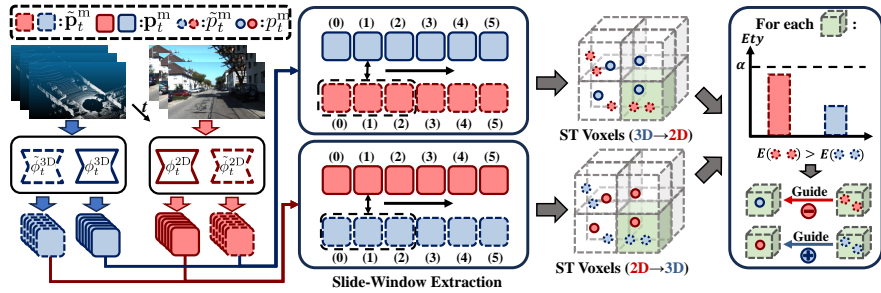 : p̃ₜᵐ : pₜᵐ : p̃ₜᵐ : pₜᵐ
t
ϕ̃ₜ³ᴰ ϕₜ³ᴰ ϕₜ²ᴰ ϕ̃ₜ²ᴰ
(0) (1) (2) (3) (4) (5)
(0) (1) (2) (3) (4) (5)
(0) (1) (2) (3) (4) (5)
(0) (1) (2) (3) (4) (5)
Slide-Window Extraction
ST Voxels (3D→2D)
ST Voxels (2D→3D)
For each :
Ety
α
E( ) > E( )
Guide
−
Guide
+